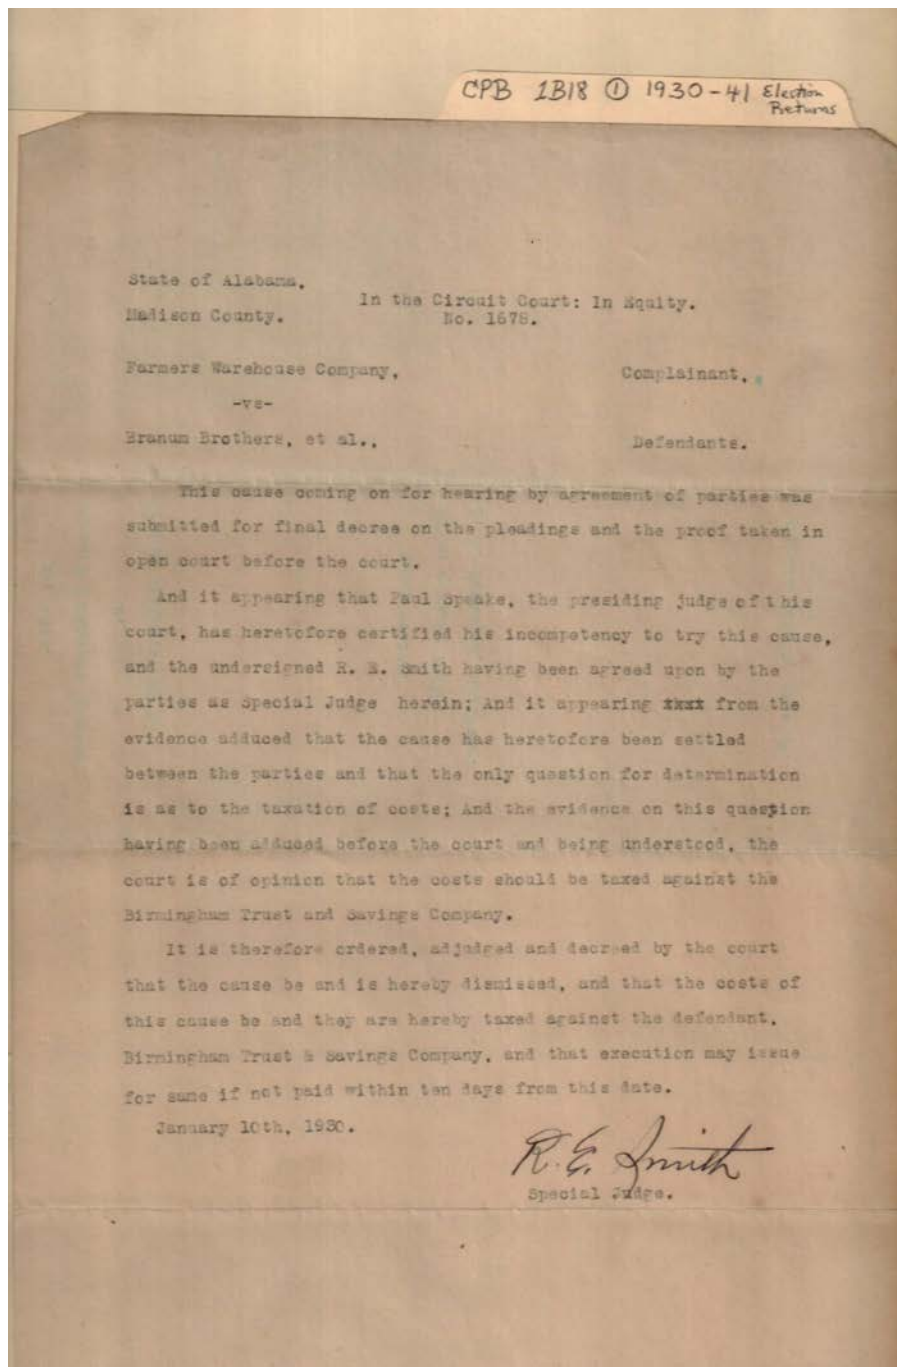 CPB 1B18 ① 1930-41 Election
Returns
State of Alabama,
In the Circuit Court: In Equity.
Madison County.
No. 1678.
Farmers Warehouse Company,
Complainant.
-vs-
Branum Brothers, et al.,
Defendants.
This cause coming on for hearing by agreement of parties was
submitted for final decree on the pleadings and the proof taken in
open court before the court.
And it appearing that Paul Speake, the presiding judge of this
court, has heretofore certified his incompetency to try this cause,
and the undersigned R. E. Smith having been agreed upon by the
parties as Special Judge herein; And it appearing from the
evidence adduced that the cause has heretofore been settled
between the parties and that the only question for determination
is as to the taxation of costs; And the evidence on this question
having been adduced before the court and being understood, the
court is of opinion that the costs should be taxed against the
Birmingham Trust and Savings Company.
It is therefore ordered, adjudged and decreed by the court
that the cause be and is hereby dismissed, and that the costs of
this cause be and they are hereby taxed against the defendant,
Birmingham Trust & Savings Company, and that execution may issue
for same if not paid within ten days from this date.
January 10th, 1930.
R. E. Smith
Special Judge.